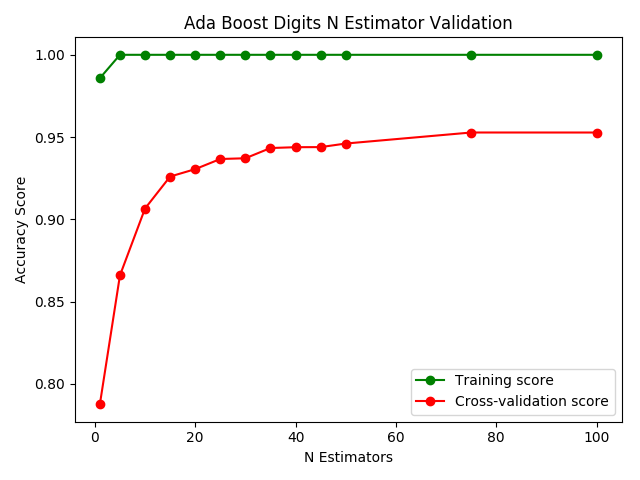 Ada Boost Digits N Estimator Validation
1.00
0.95
0.90
0.85
0.80
Accuracy Score
0 20 40 60 80 100
N Estimators
Training score
Cross-validation score